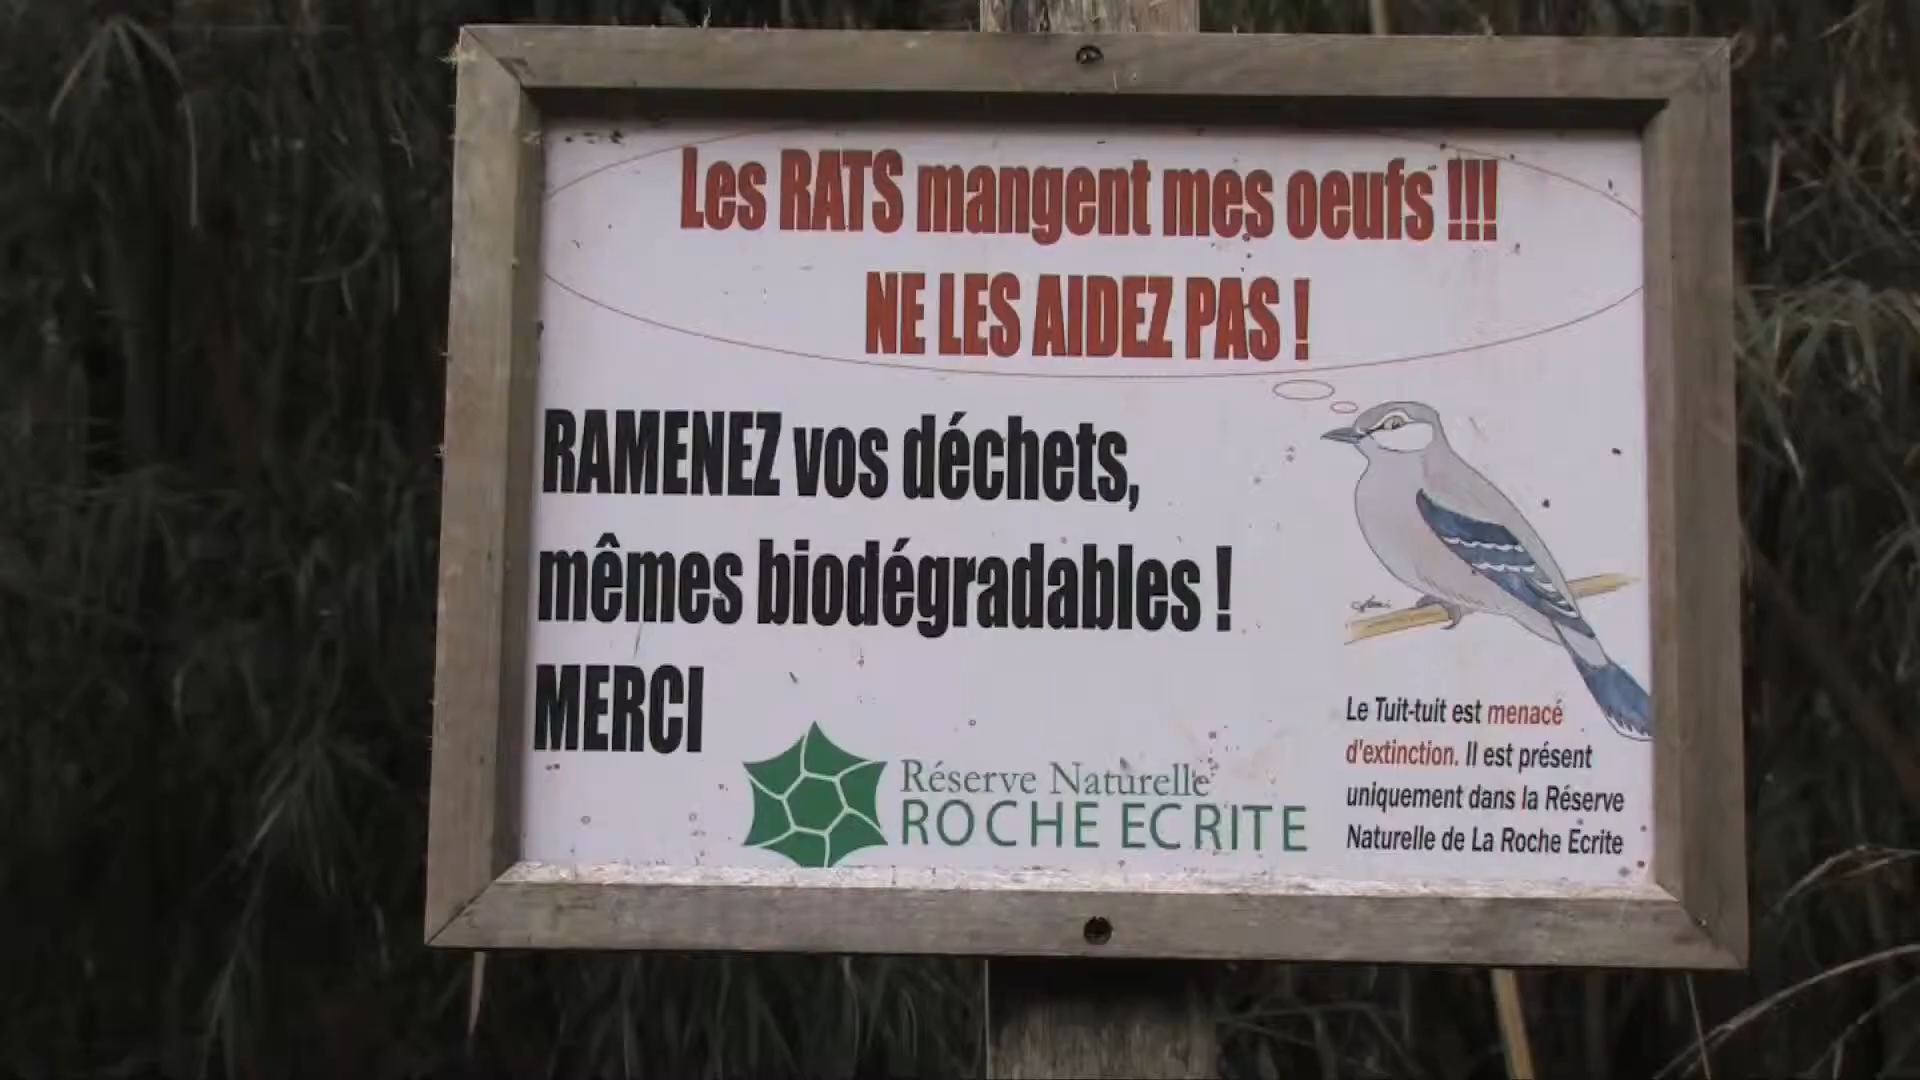 Les RATS mangent mes oeufs !!!
NE LES AIDEZ PAS !
RAMENEZ vos déchets,
mêmes biodégradables !
MERCI
Réserve Naturelle
ROCHE ECRITE
Le Tuit-tuit est menacé
d'extinction. Il est présent
uniquement dans la Réserve
Naturelle de La Roche Ecrite